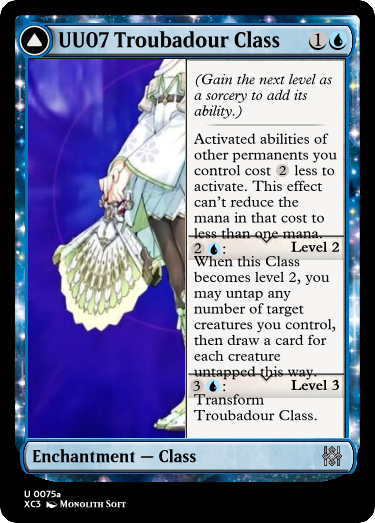 UU07 Troubadour Class 1
(Gain the next level as
a sorcery to add its
ability.)
Activated abilities of
other permanents you
control cost 2 less to
activate. This effect
can't reduce the
mana in that cost to
less than one mana.
2 : Level 2
When this Class
becomes level 2, you
may untap any
number of target
creatures you control,
then draw a card for
each creature
untapped this way.
3 : Level 3
Transform
Troubadour Class.
Enchantment — Class
U 0075a
XC3 Monolith Soft